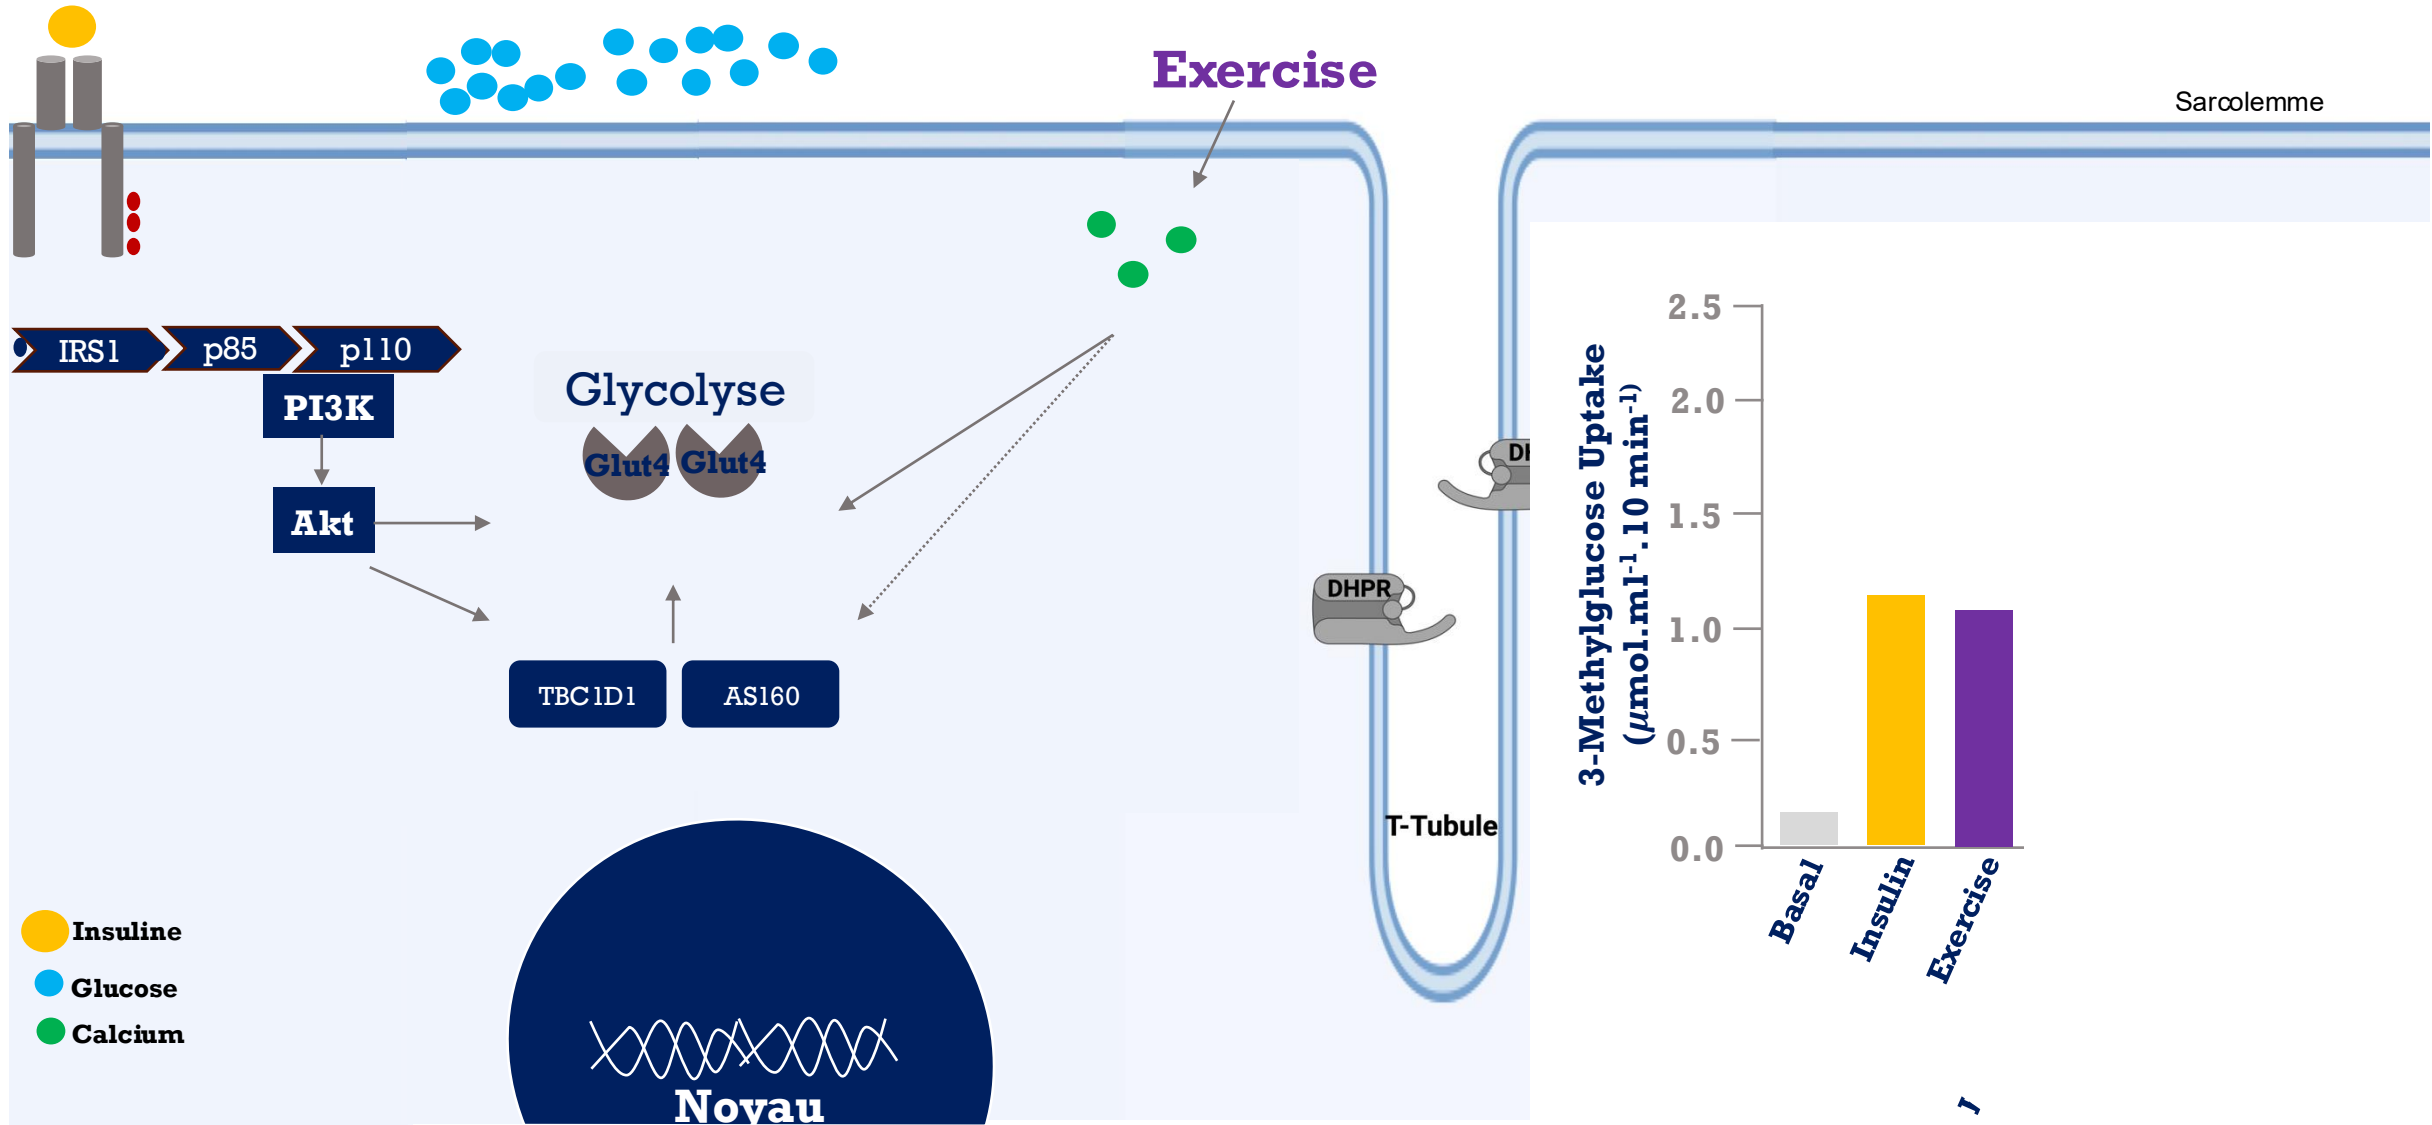 Exercise
Sarcolemme
IRS1
p85
p110
PI3K
Akt
Glycolyse
Glut4
Glut4
TBC1D1
AS160
DHPR
T-Tubule
Insuline
Glucose
Calcium
Noyau
3-Methylglucose Uptake
(µmol.ml⁻¹.10 min⁻¹)
2.5
2.0
1.5
1.0
0.5
0.0
Basal
Insulin
Exercise